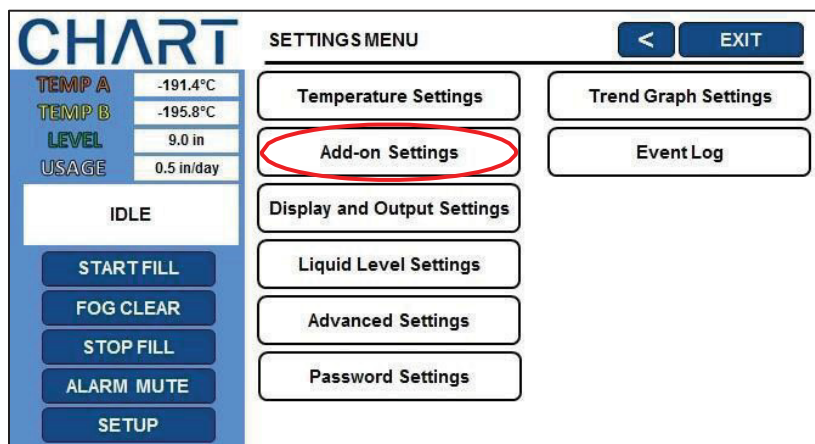 CHART
SETTINGS MENU
<
EXIT
TEMP A -191.4°C
TEMP B -195.8°C
LEVEL 9.0 in
USAGE 0.5 in/day
IDLE
START FILL
FOG CLEAR
STOP FILL
ALARM MUTE
SETUP
Temperature Settings
Add-on Settings
Display and Output Settings
Liquid Level Settings
Advanced Settings
Password Settings
Trend Graph Settings
Event Log